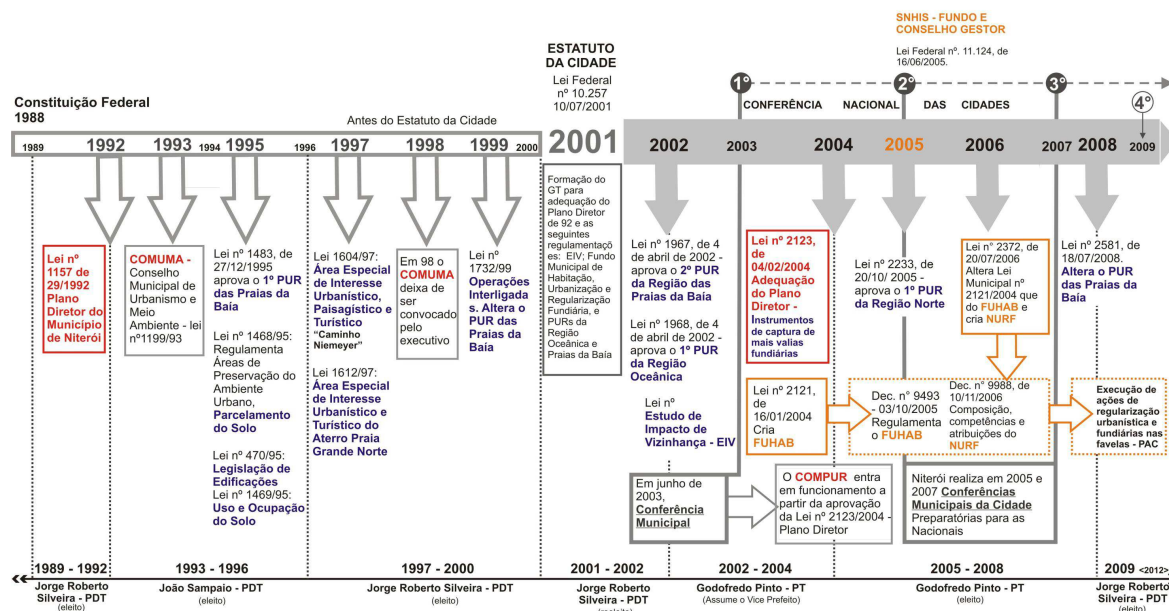 SNHIS - FUNDO E
CONSELHO GESTOR
Lei Federal nº. 11.124, de
16/06/2005.
ESTATUTO
DA CIDADE
Lei Federal
nº 10.257
10/07/2001
Constituição Federal
1988
Antes do Estatuto da Cidade
1º
2º
3º
4º
CONFERÊNCIA NACIONAL DAS CIDADES
1989
1992
1993
1994
1995
1996
1997
1998
1999
2000
2001
2002
2003
2004
2005
2006
2007
2008
2009
Lei nº
1157 de
29/1992
Plano
Diretor do
Município
de Niterói
COMUMA -
Conselho
Municipal de
Urbanismo e
Meio
Ambiente - lei
nº1199/93
Lei nº 1483, de
27/12/1995
aprova o 1º PUR
das Praias da
Baía
Lei nº 1468/95:
Regulamenta
Áreas de
Preservação do
Ambiente
Urbano,
Parcelamento
do Solo
Lei nº 470/95:
Legislação de
Edificações
Lei nº 1469/95:
Uso e Ocupação
do Solo
Lei 1604/97:
Área Especial
de Interesse
Urbanístico,
Paisagístico e
Turístico
"Caminho
Niemeyer"
Lei 1612/97:
Área Especial
de Interesse
Urbanístico e
Turístico do
Aterro Praia
Grande Norte
Em 98 o
COMUMA
deixa de
ser
convocado
pelo
executivo
Lei nº
1732/99
Operações
Interligada
s. Altera o
PUR das
Praias da
Baía
Formação do
GT para
adequação do
Plano Diretor
de 92 e as
seguintes
regulamentaçõ
es: EIV; Fundo
Municipal de
Habitação,
Urbanização e
Regularização
Fundiária, e
PURs da
Região
Oceânica e
Praias da Baía
Lei nº 1967, de 4
de abril de 2002 -
aprova o 2º PUR
da Região das
Praias da Baía
Lei nº 1968, de 4
de abril de 2002 -
aprova o 1º PUR
da Região
Oceânica
Lei nº
Estudo de
Impacto de
Vizinhança - EIV
Em junho de
2003,
Conferência
Municipal
Lei nº 2123,
de
04/02/2004
Adequação do
Plano Diretor -
Instrumentos
de captura de
mais valias
fundiárias
Lei nº 2121,
de
16/01/2004
Cria
FUHAB
O COMPUR entra
em funcionamento a
partir da aprovação
da Lei nº 2123/2004 -
Plano Diretor
Lei nº 2233, de
20/10/ 2005 -
aprova o 1º PUR
da Região Norte
Dec. nº 9493
- 03/10/2005
Regulamenta
o FUHAB
Lei n° 2372, de
20/07/2006
Altera Lei
Municipal nº
2121/2004 que
do FUHAB e
cria NURF
Dec. nº 9988, de
10/11/2006
Composição,
competências e
atribuições do
NURF
Niterói realiza em 2005 e
2007 Conferências
Municipais da Cidade
Preparatórias para as
Nacionais
Lei nº 2581, de
18/07/2008.
Altera o PUR
das Praias da
Baía
Execução de
ações de
regularização
urbanística e
fundiárias nas
favelas - PAC
1989 - 1992
Jorge Roberto
Silveira - PDT
(eleito)
1993 - 1996
João Sampaio - PDT
(eleito)
1997 - 2000
Jorge Roberto Silveira - PDT
(eleito)
2001 - 2002
Jorge Roberto
Silveira - PDT
2002 - 2004
Godofredo Pinto - PT
(Assume o Vice Prefeito)
2005 - 2008
Godofredo Pinto - PT
(eleito)
2009 <2012>
Jorge Roberto
Silveira - PDT
(eleito)